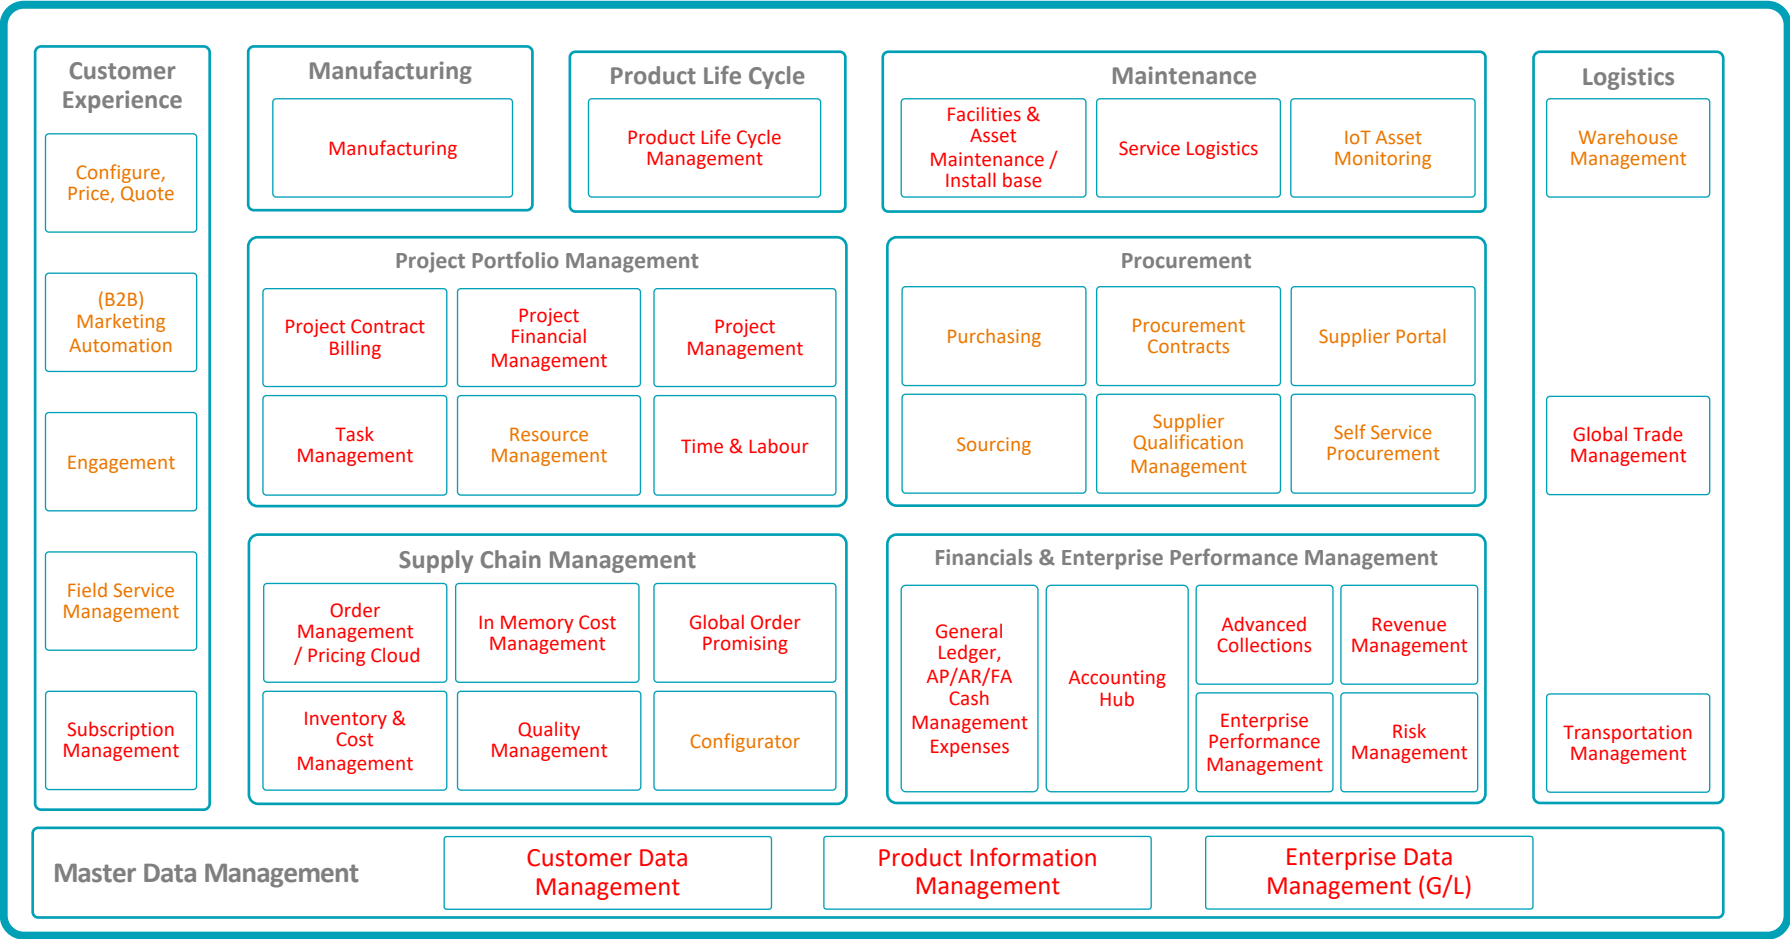 Customer
Experience
Configure,
Price, Quote
(B2B)
Marketing
Automation
Engagement
Field Service
Management
Subscription
Management
Manufacturing
Manufacturing
Product Life Cycle
Product Life Cycle
Management
Maintenance
Facilities &
Asset
Maintenance /
Install base
Service Logistics
IoT Asset
Monitoring
Project Portfolio Management
Project Contract
Billing
Project
Financial
Management
Project
Management
Task
Management
Resource
Management
Time & Labour
Procurement
Purchasing
Procurement
Contracts
Supplier Portal
Sourcing
Supplier
Qualification
Management
Self Service
Procurement
Supply Chain Management
Order
Management
/ Pricing Cloud
In Memory Cost
Management
Global Order
Promising
Inventory &
Cost
Management
Quality
Management
Configurator
Financials & Enterprise Performance Management
General
Ledger,
AP/AR/FA
Cash
Management
Expenses
Accounting
Hub
Advanced
Collections
Revenue
Management
Enterprise
Performance
Management
Risk
Management
Logistics
Warehouse
Management
Global Trade
Management
Transportation
Management
Master Data Management
Customer Data
Management
Product Information
Management
Enterprise Data
Management (G/L)